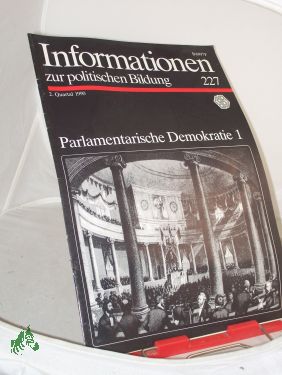 Informationen
zur politischen Bildung 227
2. Quartal 1990
Parlamentarische Demokratie 1